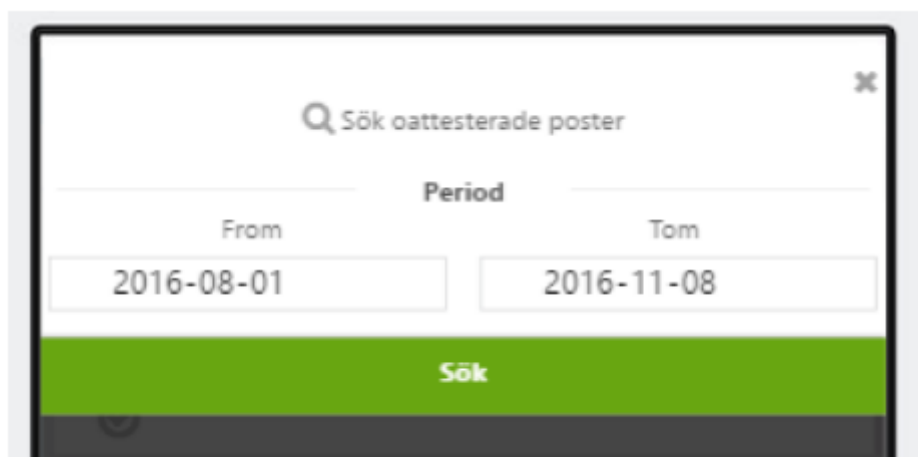 Sök oattesterade poster
Period
From Tom
2016-08-01 2016-11-08
Sök